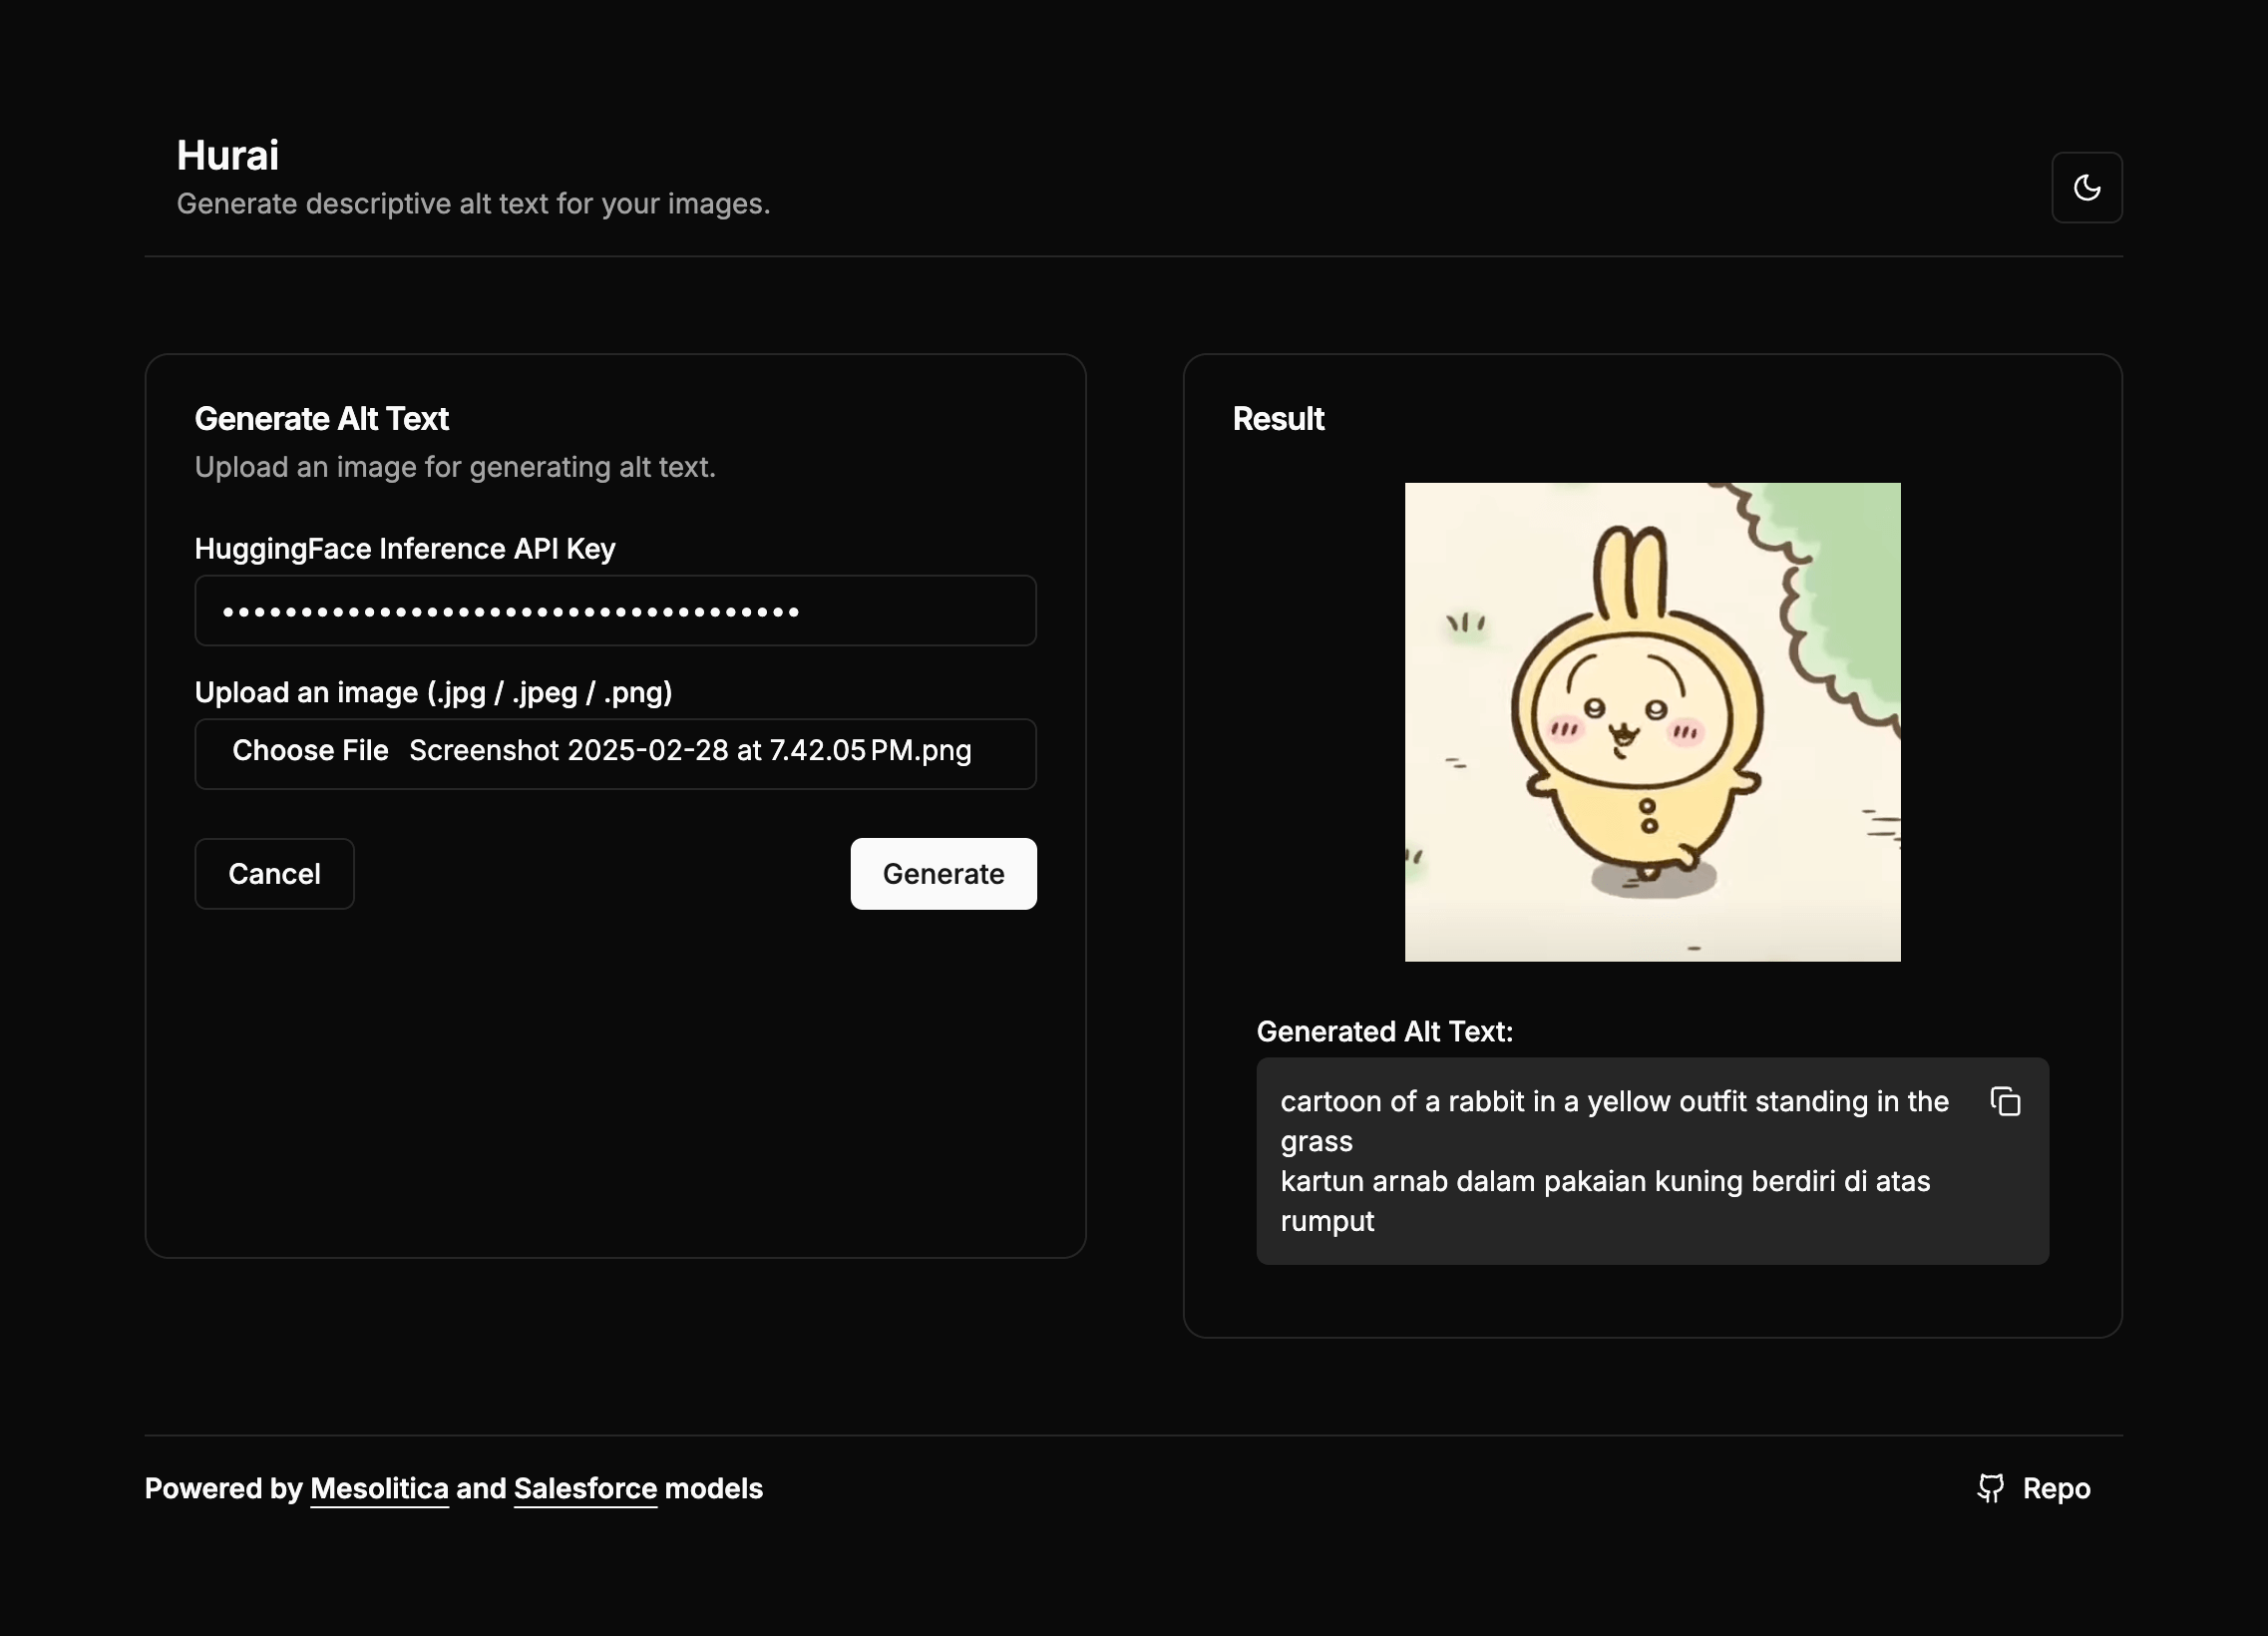 Hurai
Generate descriptive alt text for your images.
Generate Alt Text
Upload an image for generating alt text.
HuggingFace Inference API Key
•••••••••••••••••••••••••••••••••••••
Upload an image (.jpg / .jpeg / .png)
Choose File Screenshot 2025-02-28 at 7.42.05 PM.png
Cancel
Generate
Result
Generated Alt Text:
cartoon of a rabbit in a yellow outfit standing in the
grass
kartun arnab dalam pakaian kuning berdiri di atas
rumput
Powered by Mesolitica and Salesforce models
Repo